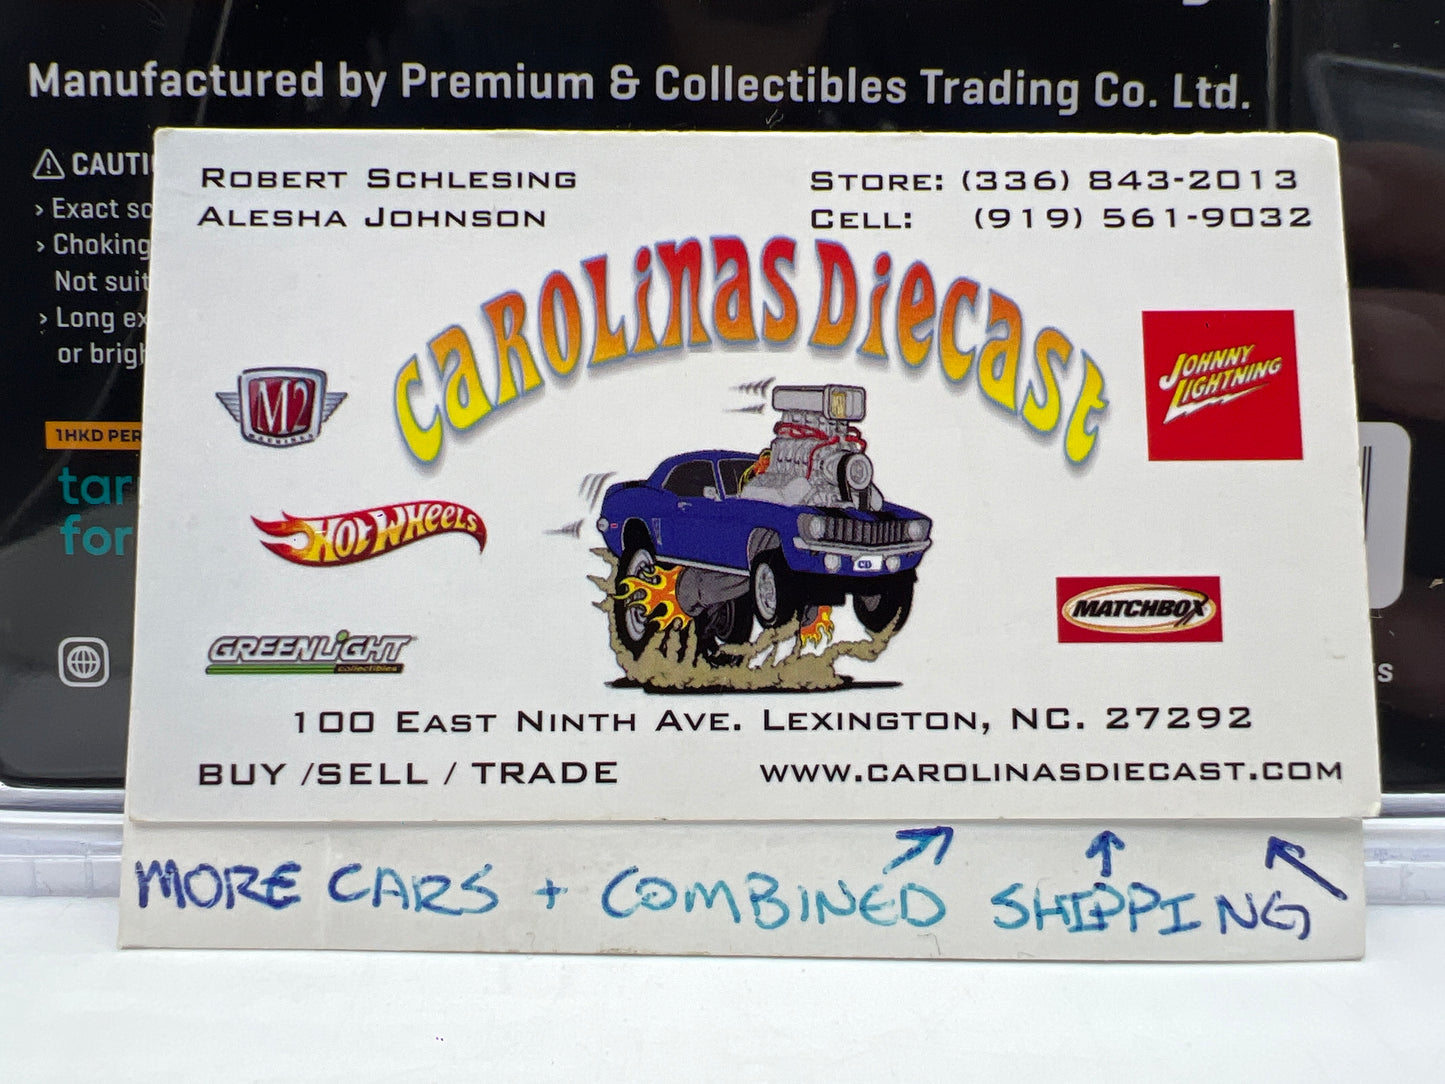 Manufactured by Premium & Collectibles Trading Co. Ltd.
⚠ CAUTI
› Exact sc
› Choking
Not suit
› Long ex
or brigh
1HKD PER
tar
for
ROBERT SCHLESING
ALESHA JOHNSON
STORE: (336) 843-2013
CELL: (919) 561-9032
CAROLINAS DIECAST
M2
MACHINES
JOHNNY
LIGHTNING
HOT WHEELS
CD
MATCHBOX
GREENLIGHT
collectibles
100 EAST NINTH AVE. LEXINGTON, NC. 27292
BUY /SELL / TRADE
WWW.CAROLINASDIECAST.COM
MORE CARS + COMBINED SHIPPING